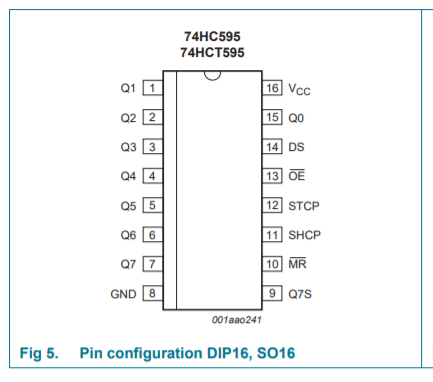 74HC595
74HCT595
Q1 1 16 VCC
Q2 2 15 Q0
Q3 3 14 DS
Q4 4 13 O̅E̅
Q5 5 12 STCP
Q6 6 11 SHCP
Q7 7 10 M̅R̅
GND 8 9 Q7S
001aao241
Fig 5. Pin configuration DIP16, SO16